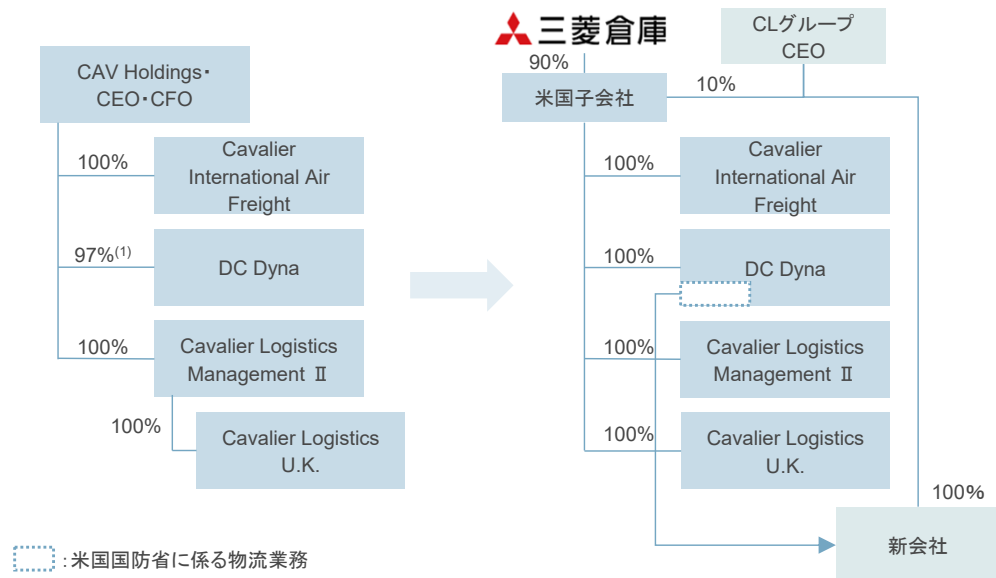 CAV Holdings・
CEO・CFO
100%
Cavalier
International Air
Freight
97%(1)
DC Dyna
100%
Cavalier Logistics
Management Ⅱ
100%
Cavalier Logistics
U.K.
三菱倉庫
CLグループ
CEO
90%
米国子会社
10%
100%
Cavalier
International Air
Freight
100%
DC Dyna
100%
Cavalier Logistics
Management Ⅱ
100%
Cavalier Logistics
U.K.
100%
新会社
:米国国防省に係る物流業務